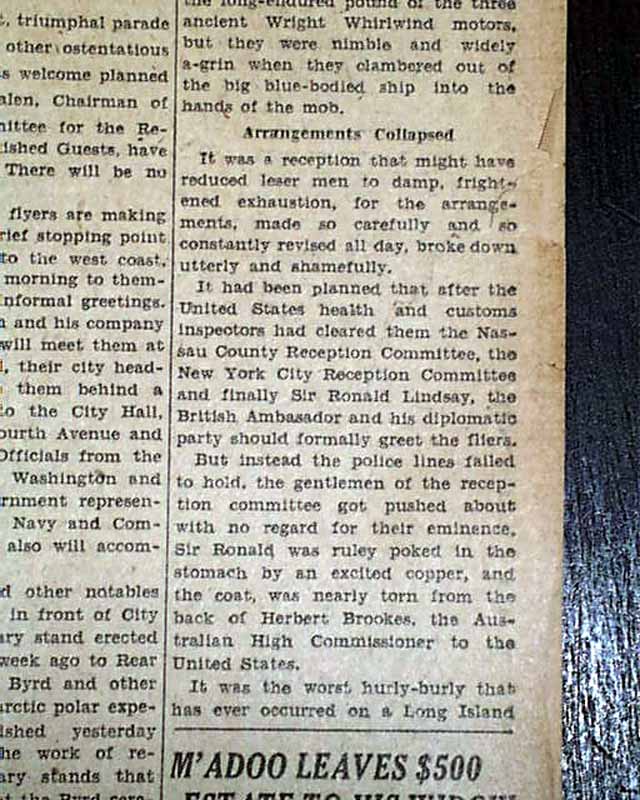 t, triumphal parade
other ostentatious
s welcome planned
alen, Chairman of
mittee for the Re-
ished Guests, have
There will be no
flyers are making
rief stopping point
to the west coast,
morning to them-
nformal greetings.
and his company
will meet them at
, their city head-
them behind a
to the City Hall,
ourth Avenue and
Officials from the
Washington and
rnment represen-
Navy and Com-
also will accom-
d other notables
in front of City
ary stand erected
week ago to Rear
Byrd and other
arctic polar expe-
ished yesterday
he work of re-
ary stands that
the long-endured pound of the three
ancient Wright Whirlwind motors,
but they were nimble and widely
a-grin when they clambered out of
the big blue-bodied ship into the
hands of the mob.
Arrangements Collapsed
It was a reception that might have
reduced leser men to damp, fright-
ened exhaustion, for the arrange-
ments, made so carefully and so
constantly revised all day, broke down
utterly and shamefully.
It had been planned that after the
United States health and customs
inspectors had cleared them the Nas-
sau County Reception Committee, the
New York City Reception Committee
and finally Sir Ronald Lindsay, the
British Ambasador and his diplomatic
party should formally greet the fliers.
But instead the police lines failed
to hold, the gentlemen of the recep-
tion committee got pushed about
with no regard for their eminence,
Sir Ronald was ruley poked in the
stomach by an excited copper, and
the coat, was nearly torn from the
back of Herbert Brookes, the Aus-
tralian High Commissioner to the
United States.
It was the worst hurly-burly that
has ever occurred on a Long Island
M'ADOO LEAVES $500